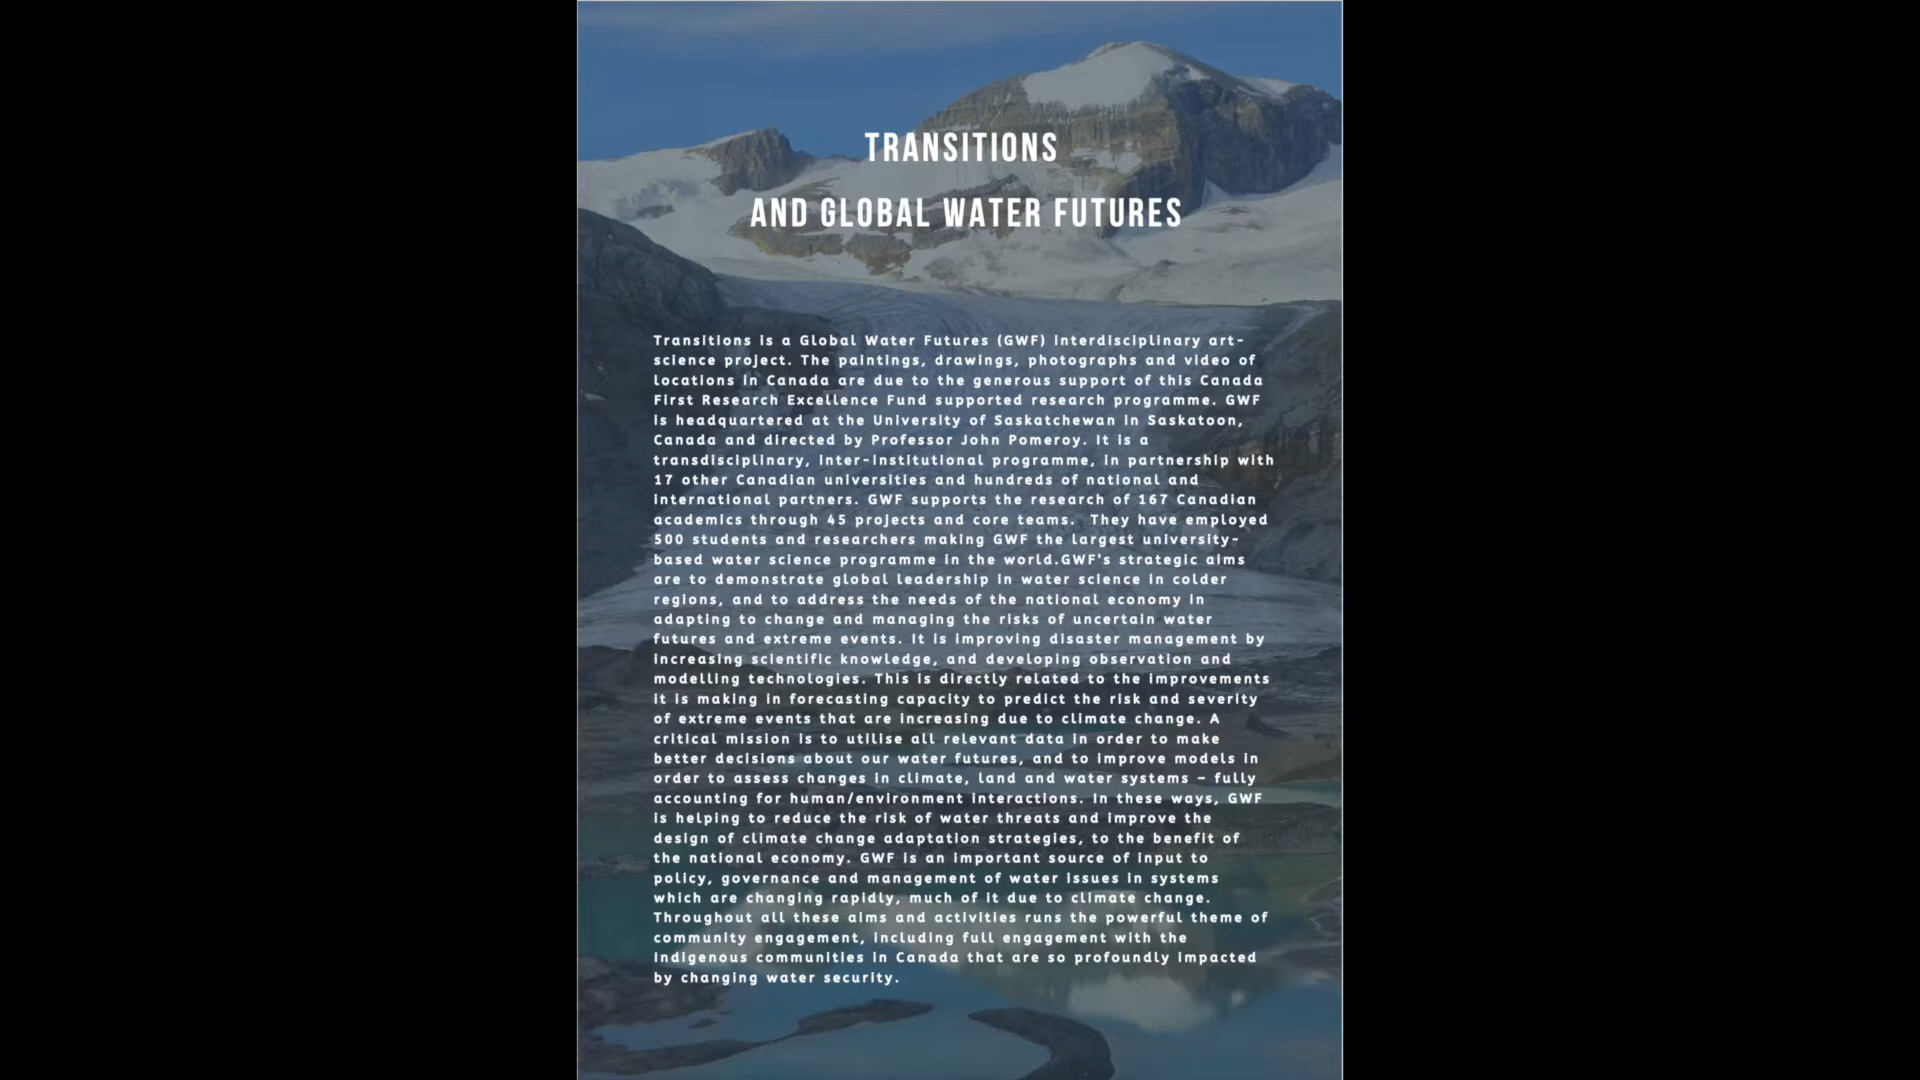 TRANSITIONS
AND GLOBAL WATER FUTURES
Transitions is a Global Water Futures (GWF) interdisciplinary art-
science project. The paintings, drawings, photographs and video of
locations in Canada are due to the generous support of this Canada
First Research Excellence Fund supported research programme. GWF
is headquartered at the University of Saskatchewan in Saskatoon,
Canada and directed by Professor John Pomeroy. It is a
transdisciplinary, inter-institutional programme, in partnership with
17 other Canadian universities and hundreds of national and
international partners. GWF supports the research of 167 Canadian
academics through 45 projects and core teams.  They have employed
500 students and researchers making GWF the largest university-
based water science programme in the world.GWF's strategic aims
are to demonstrate global leadership in water science in colder
regions, and to address the needs of the national economy in
adapting to change and managing the risks of uncertain water
futures and extreme events. It is improving disaster management by
increasing scientific knowledge, and developing observation and
modelling technologies. This is directly related to the improvements
it is making in forecasting capacity to predict the risk and severity
of extreme events that are increasing due to climate change. A
critical mission is to utilise all relevant data in order to make
better decisions about our water futures, and to improve models in
order to assess changes in climate, land and water systems – fully
accounting for human/environment interactions. In these ways, GWF
is helping to reduce the risk of water threats and improve the
design of climate change adaptation strategies, to the benefit of
the national economy. GWF is an important source of input to
policy, governance and management of water issues in systems
which are changing rapidly, much of it due to climate change.
Throughout all these aims and activities runs the powerful theme of
community engagement, including full engagement with the
Indigenous communities in Canada that are so profoundly impacted
by changing water security.